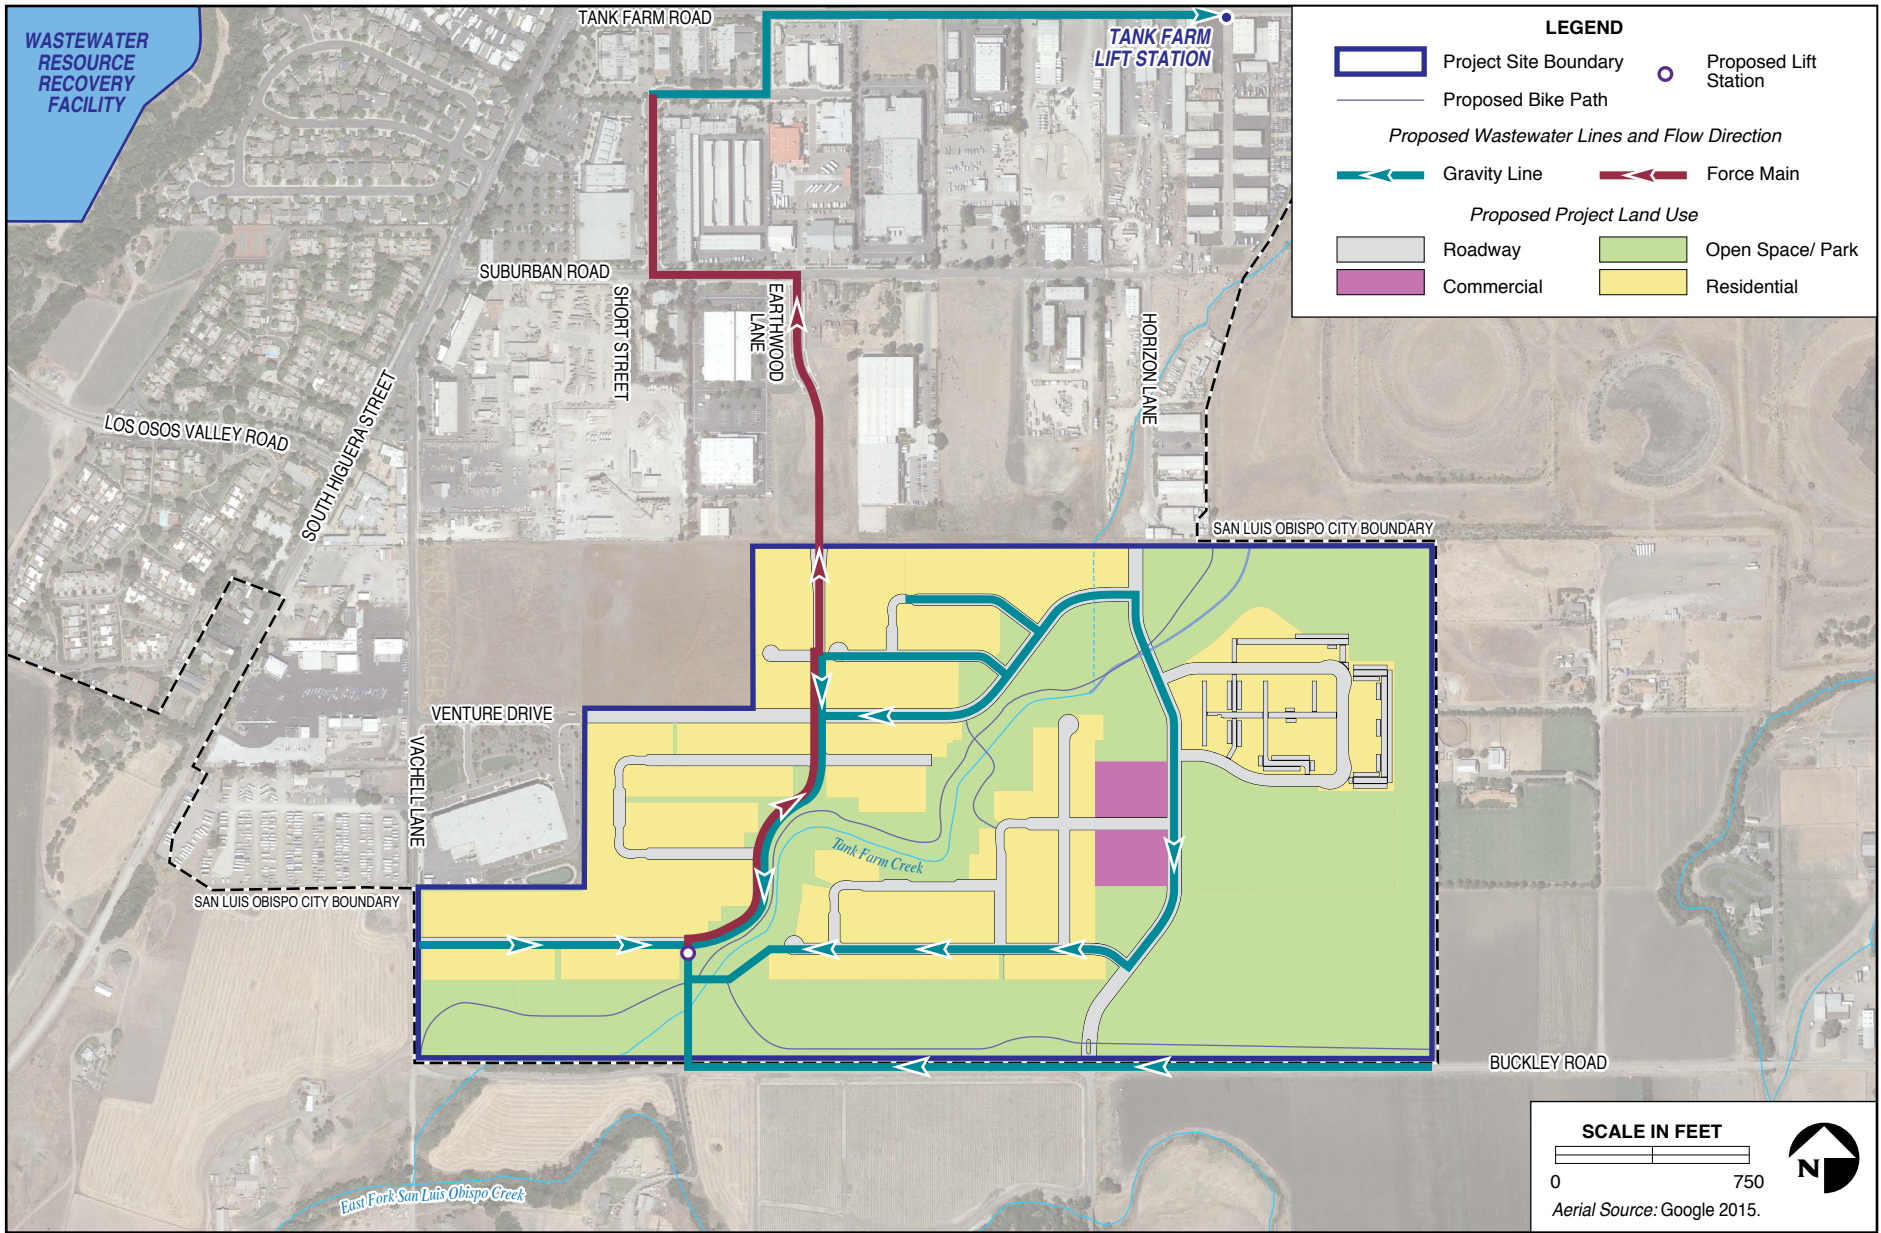 WASTEWATER
RESOURCE
RECOVERY
FACILITY
TANK FARM ROAD
TANK FARM
LIFT STATION
LEGEND
Project Site Boundary
Proposed Lift
Station
Proposed Bike Path
Proposed Wastewater Lines and Flow Direction
Gravity Line
Force Main
Proposed Project Land Use
Roadway
Open Space/ Park
Commercial
Residential
SUBURBAN ROAD
SHORT STREET
EARTHWOOD
LANE
HORIZON LANE
LOS OSOS VALLEY ROAD
SOUTH HIGUERA STREET
SAN LUIS OBISPO CITY BOUNDARY
VENTURE DRIVE
VACHELL LANE
Tank Farm Creek
SAN LUIS OBISPO CITY BOUNDARY
BUCKLEY ROAD
East Fork San Luis Obispo Creek
SCALE IN FEET
0 750
N
Aerial Source: Google 2015.